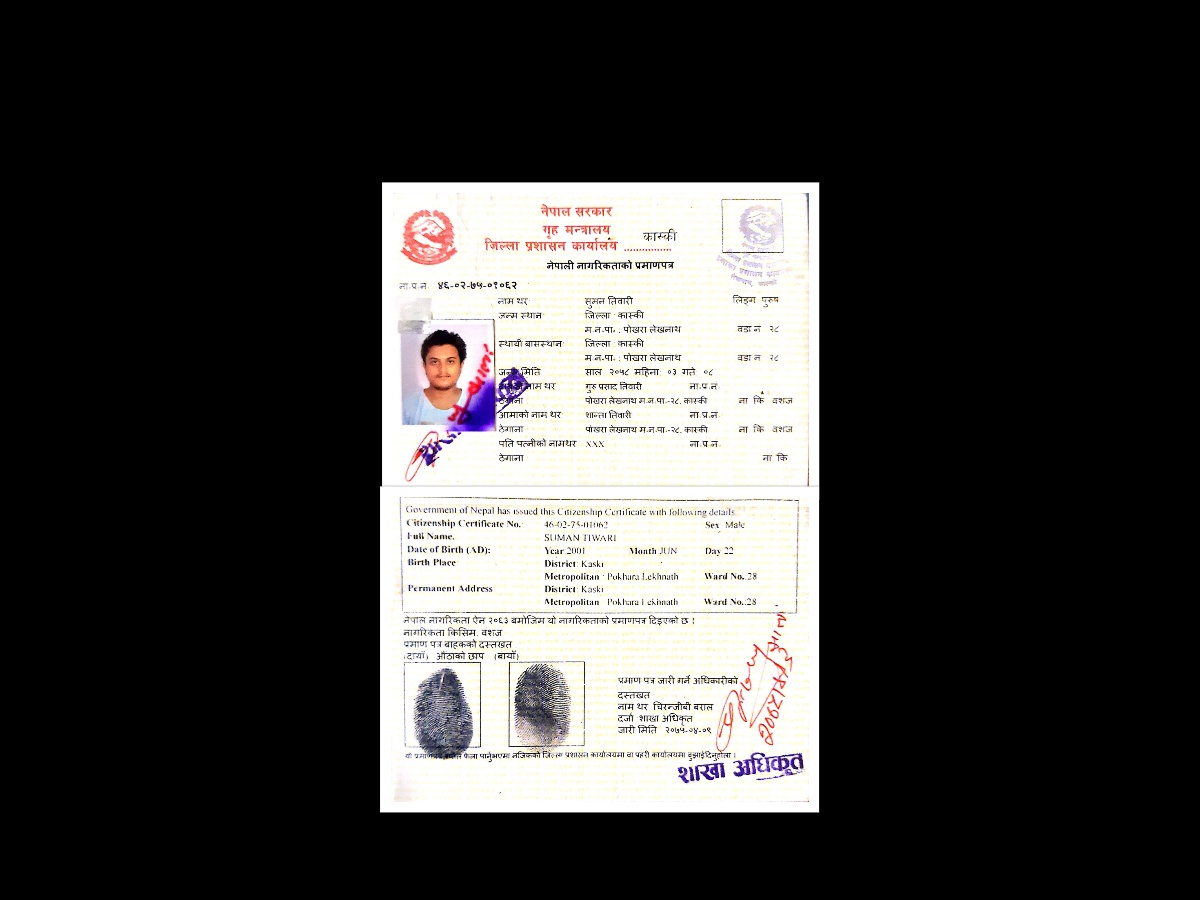 नेपाल सरकार
गृह मन्त्रालय
जिल्ला प्रशासन कार्यालय ............... कास्की
नेपाली नागरिकताको प्रमाणपत्र
ना.प्र.न. ४६-०२-७५-०१०६२
नाम थर: सुमन तिवारी लिङ्ग पुरुष
जन्म स्थान: जिल्ला : कास्की
म.न.पा. : पोखरा लेखनाथ वडा न २८
स्थायी बासस्थान: जिल्ला : कास्की
म.न.पा. : पोखरा लेखनाथ वडा न २८
जन्म मिति साल २०५८ महिना: ०३ गते ०८
नाम थर गुरु प्रसाद तिवारी ना.प्र.न.
ठेगाना पोखरा लेखनाथ म.न.पा.-२८, कास्की ना कि वंशज
आमाको नाम थर: शान्ता तिवारी ना.प्र.न.
ठेगाना पोखरा लेखनाथ म.न.पा.-२८, कास्की ना कि वंशज
पति पत्नीको नामथर XXX ना.प्र.न.
ठेगाना ना कि
Government of Nepal has issued this Citizenship Certificate with following details.
Citizenship Certificate No.: 46-02-75-01062 Sex Male
Full Name. SUMAN TIWARI
Date of Birth (AD): Year 2001 Month JUN Day 22
Birth Place District: Kaski
Metropolitan : Pokhara Lekhnath Ward No.:28
Permanent Address District: Kaski
Metropolitan : Pokhara Lekhnath Ward No.:28
नेपाल नागरिकता ऐन २०६३ बमोजिम यो नागरिकताको प्रमाणपत्र दिइएको छ ।
नागरिकता किसिम. वंशज
प्रमाण पत्र बाहकको दस्तखत
(दायाँ) औंठाको छाप (बायाँ)
प्रमाण पत्र जारी गर्ने अधिकारीको
दस्तखत
नाम थर चिरन्जीबी बराल
दर्जा शाखा अधिकृत
जारी मिति २०७५-०४-०९
फेला पार्नुभएमा नजिकको जिल्ला प्रशासन कार्यालयमा वा प्रहरी कार्यालयमा बुझाईदिनुहोला ।
शाखा अधिकृत